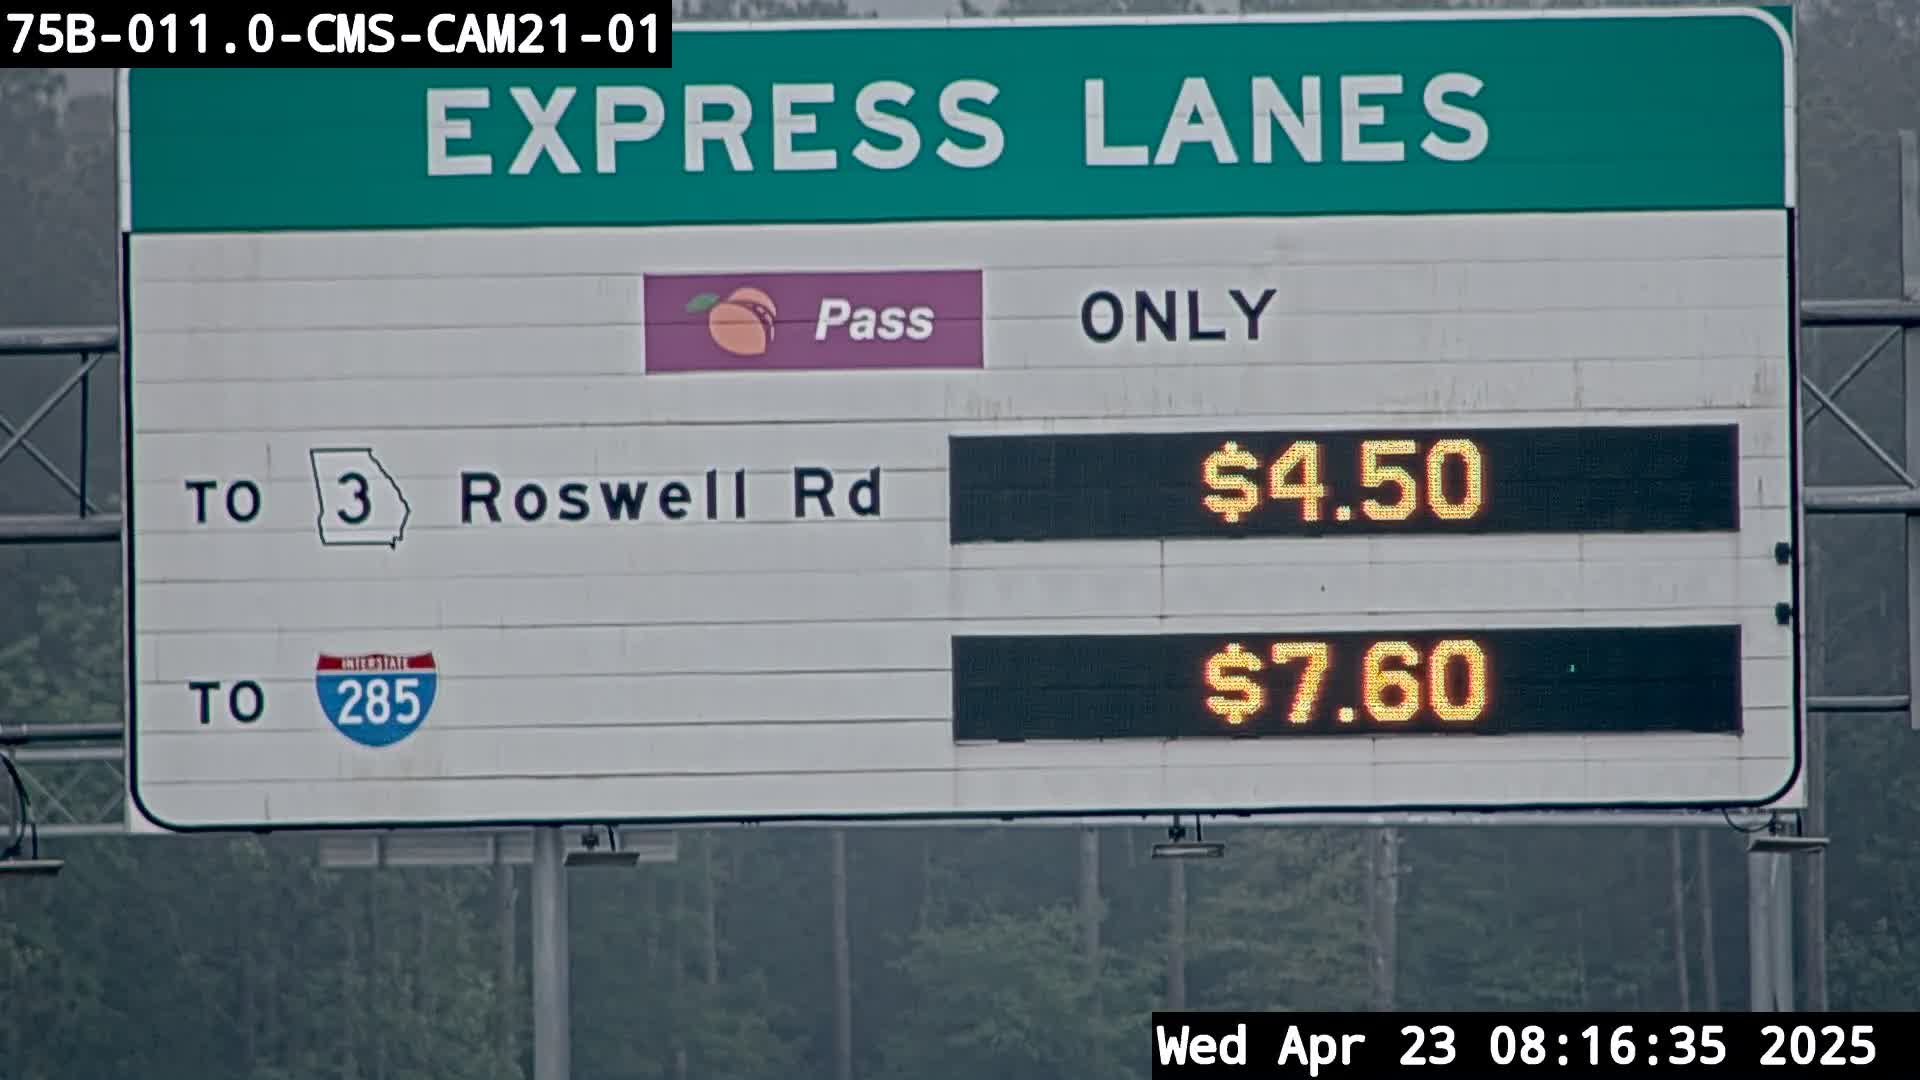 75B-011.0-CMS-CAM21-01
EXPRESS LANES
Pass ONLY
TO 3 Roswell Rd $4.50
INTERSTATE
TO 285 $7.60
Wed Apr 23 08:16:35 2025